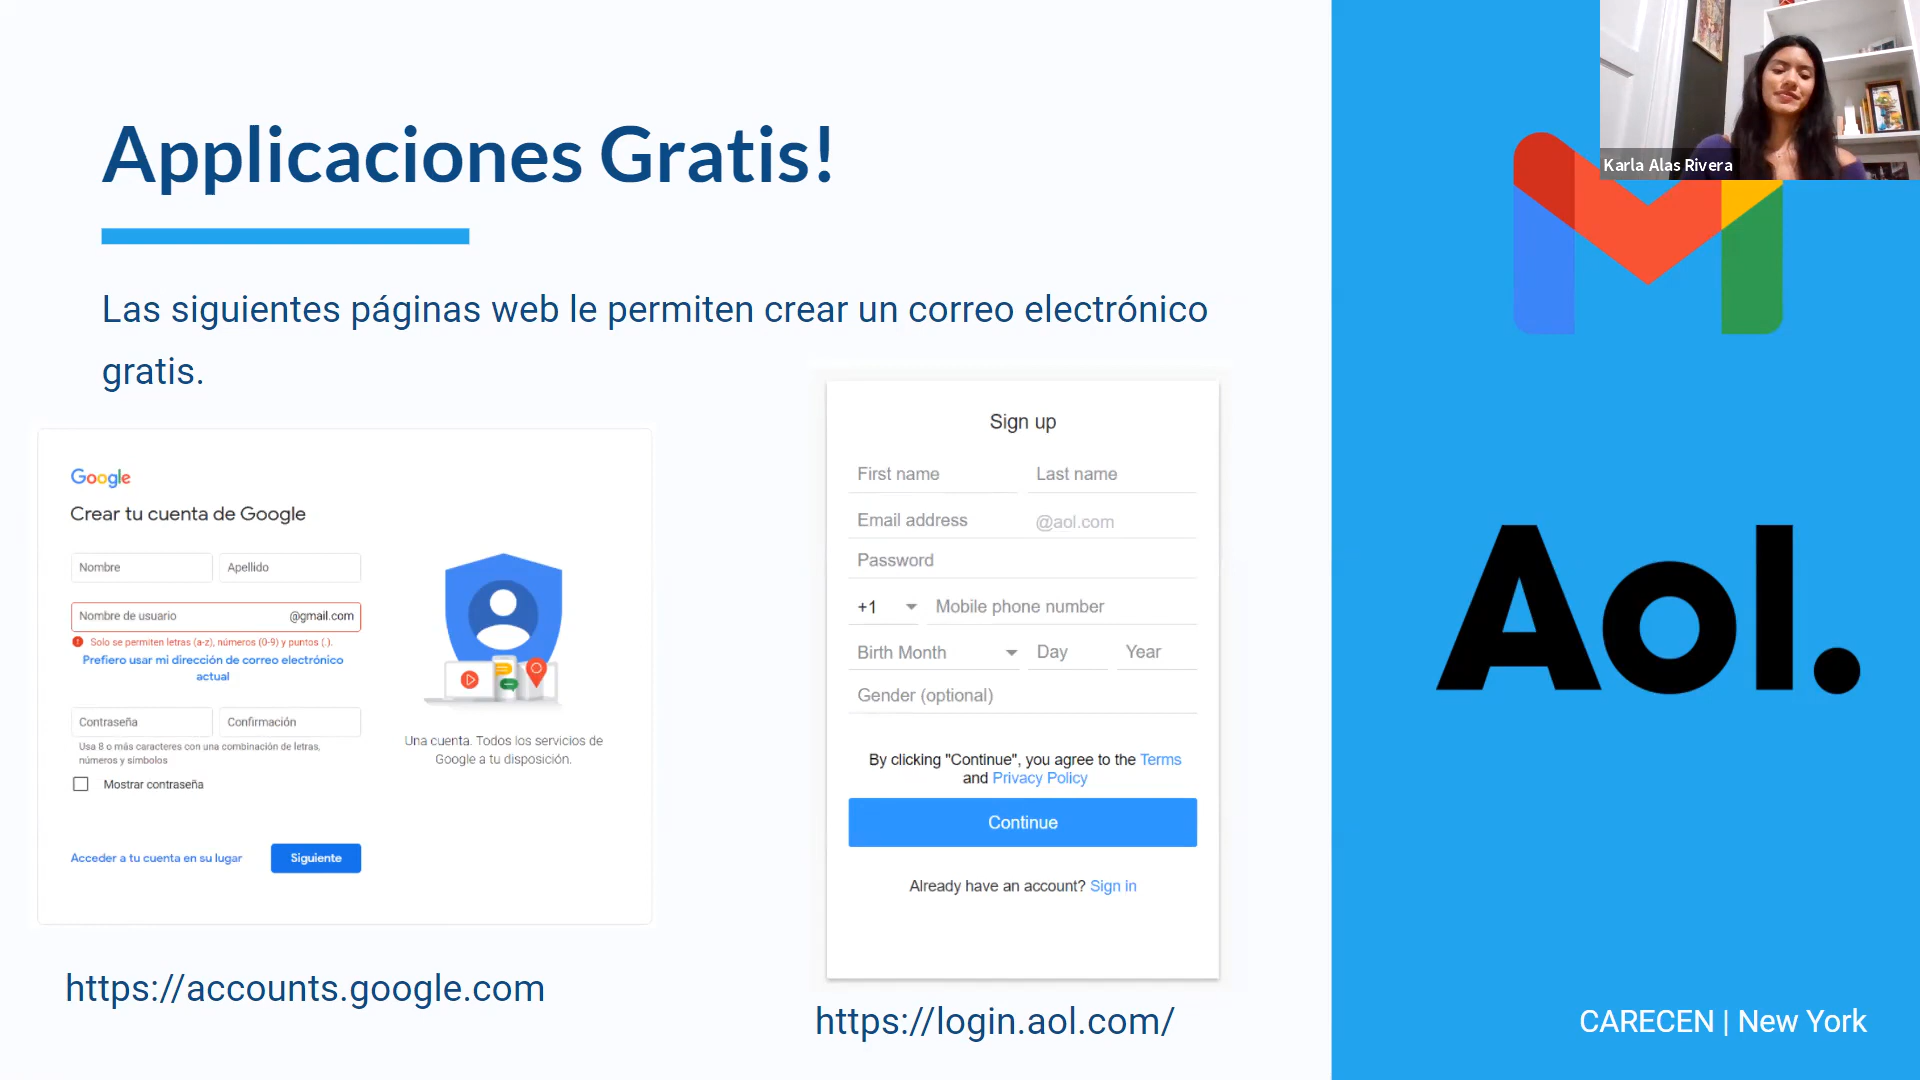 Applicaciones Gratis!
Las siguientes páginas web le permiten crear un correo electrónico
gratis.
Google
Crear tu cuenta de Google
Nombre
Apellido
Nombre de usuario
@gmail.com
Solo se permiten letras (a-z), números (0-9) y puntos (.).
Prefiero usar mi dirección de correo electrónico
actual
Contraseña
Confirmación
Usa 8 o más caracteres con una combinación de letras,
números y símbolos
Mostrar contraseña
Acceder a tu cuenta en su lugar
Siguiente
Una cuenta. Todos los servicios de
Google a tu disposición.
https://accounts.google.com
Sign up
First name
Last name
Email address
@aol.com
Password
+1
Mobile phone number
Birth Month
Day
Year
Gender (optional)
By clicking "Continue", you agree to the Terms
and Privacy Policy
Continue
Already have an account? Sign in
https://login.aol.com/
Karla Alas Rivera
Aol.
CARECEN | New York